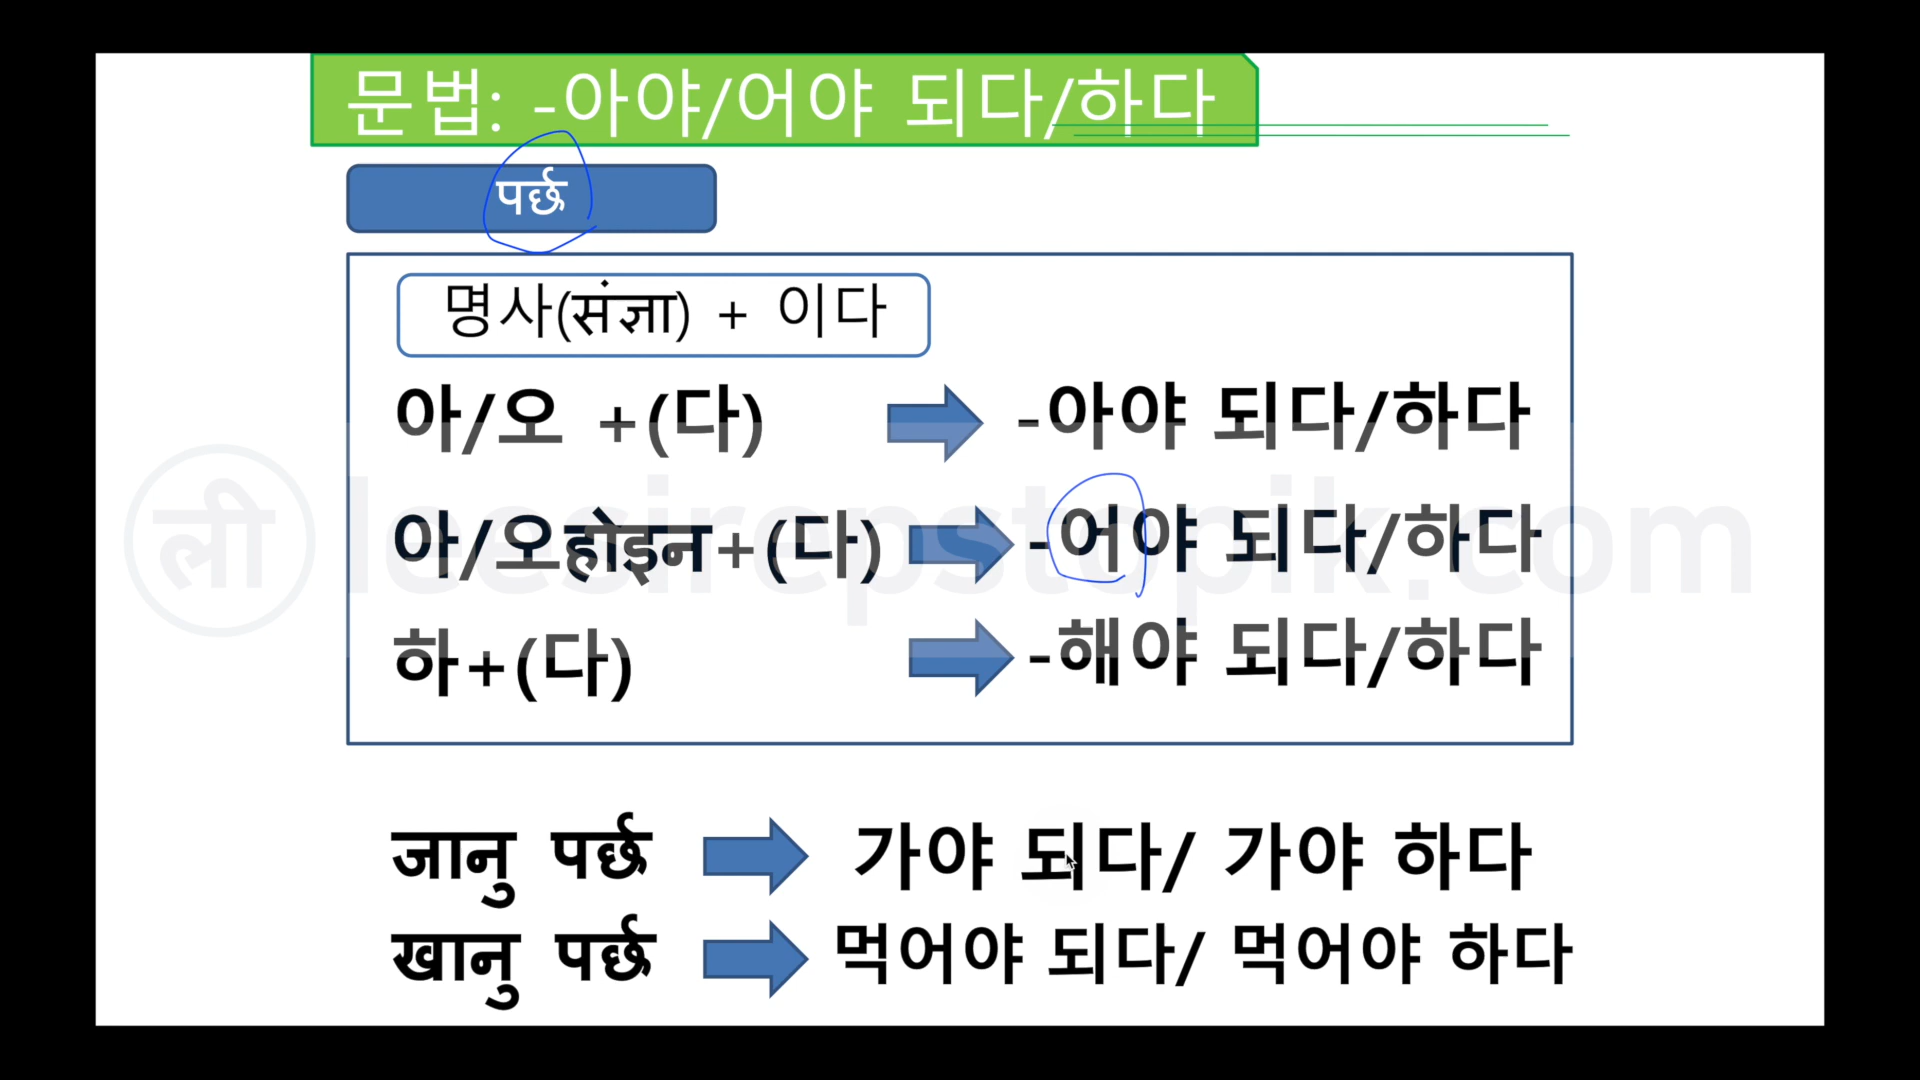 문법: -아야/어야 되다/하다
पर्छ
명사(संज्ञा) + 이다
아/오 +(다) -아야 되다/하다
아/오होइन+(다) -어야 되다/하다
하+(다) -해야 되다/하다
ली leesirepstopik.com
जानु पर्छ 가야 되다/ 가야 하다
खानु पर्छ 먹어야 되다/ 먹어야 하다